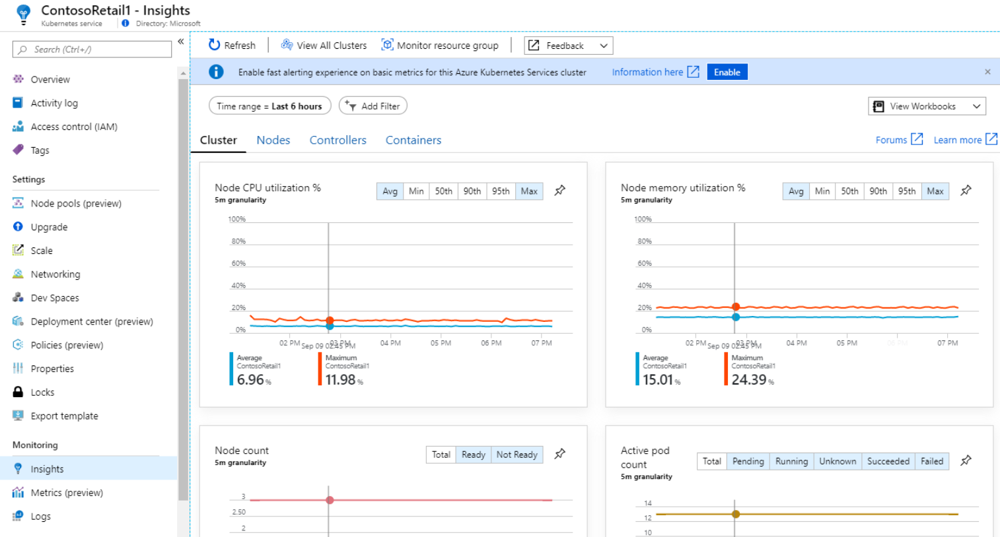 ContosoRetail1 - Insights
Kubernetes service
Directory: Microsoft
Search (Ctrl+/)
«
Overview
Activity log
Access control (IAM)
Tags
Settings
Node pools (preview)
Upgrade
Scale
Networking
Dev Spaces
Deployment center (preview)
Policies (preview)
Properties
Locks
Export template
Monitoring
Insights
Metrics (preview)
Logs
Refresh
View All Clusters
Monitor resource group
Feedback
Enable fast alerting experience on basic metrics for this Azure Kubernetes Services cluster
Information here
Enable
Time range = Last 6 hours
Add Filter
View Workbooks
Cluster
Nodes
Controllers
Containers
Forums
Learn more
Node CPU utilization %
5m granularity
Avg
Min
50th
90th
95th
Max
100%
80%
60%
40%
20%
0%
02 PM
03 PM
04 PM
05 PM
06 PM
07 PM
Sep 09 02:45 PM
Average
ContosoRetail1
6.96 %
Maximum
ContosoRetail1
11.98 %
Node memory utilization %
5m granularity
Avg
Min
50th
90th
95th
Max
100%
80%
60%
40%
20%
0%
02 PM
03 PM
04 PM
05 PM
06 PM
07 PM
Sep 09 02:45 PM
Average
ContosoRetail1
15.01 %
Maximum
ContosoRetail1
24.39 %
Node count
5m granularity
Total
Ready
Not Ready
3
2.50
2
Active pod
count
5m granularity
Total
Pending
Running
Unknown
Succeeded
Failed
14
12
10